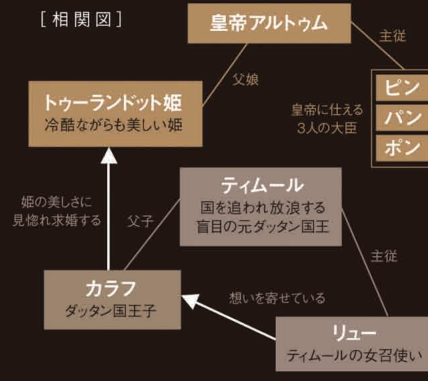 [相関図]
皇帝アルトゥム
主従
父娘
ピン
パン
ポン
皇帝に仕える
3人の大臣
トゥーランドット姫
冷酷ながらも美しい姫
姫の美しさに
見惚れ求婚する
父子
ティムール
国を追われ放浪する
盲目の元ダッタン国王
主従
カラフ
ダッタン国王子
想いを寄せている
リュー
ティムールの女召使い